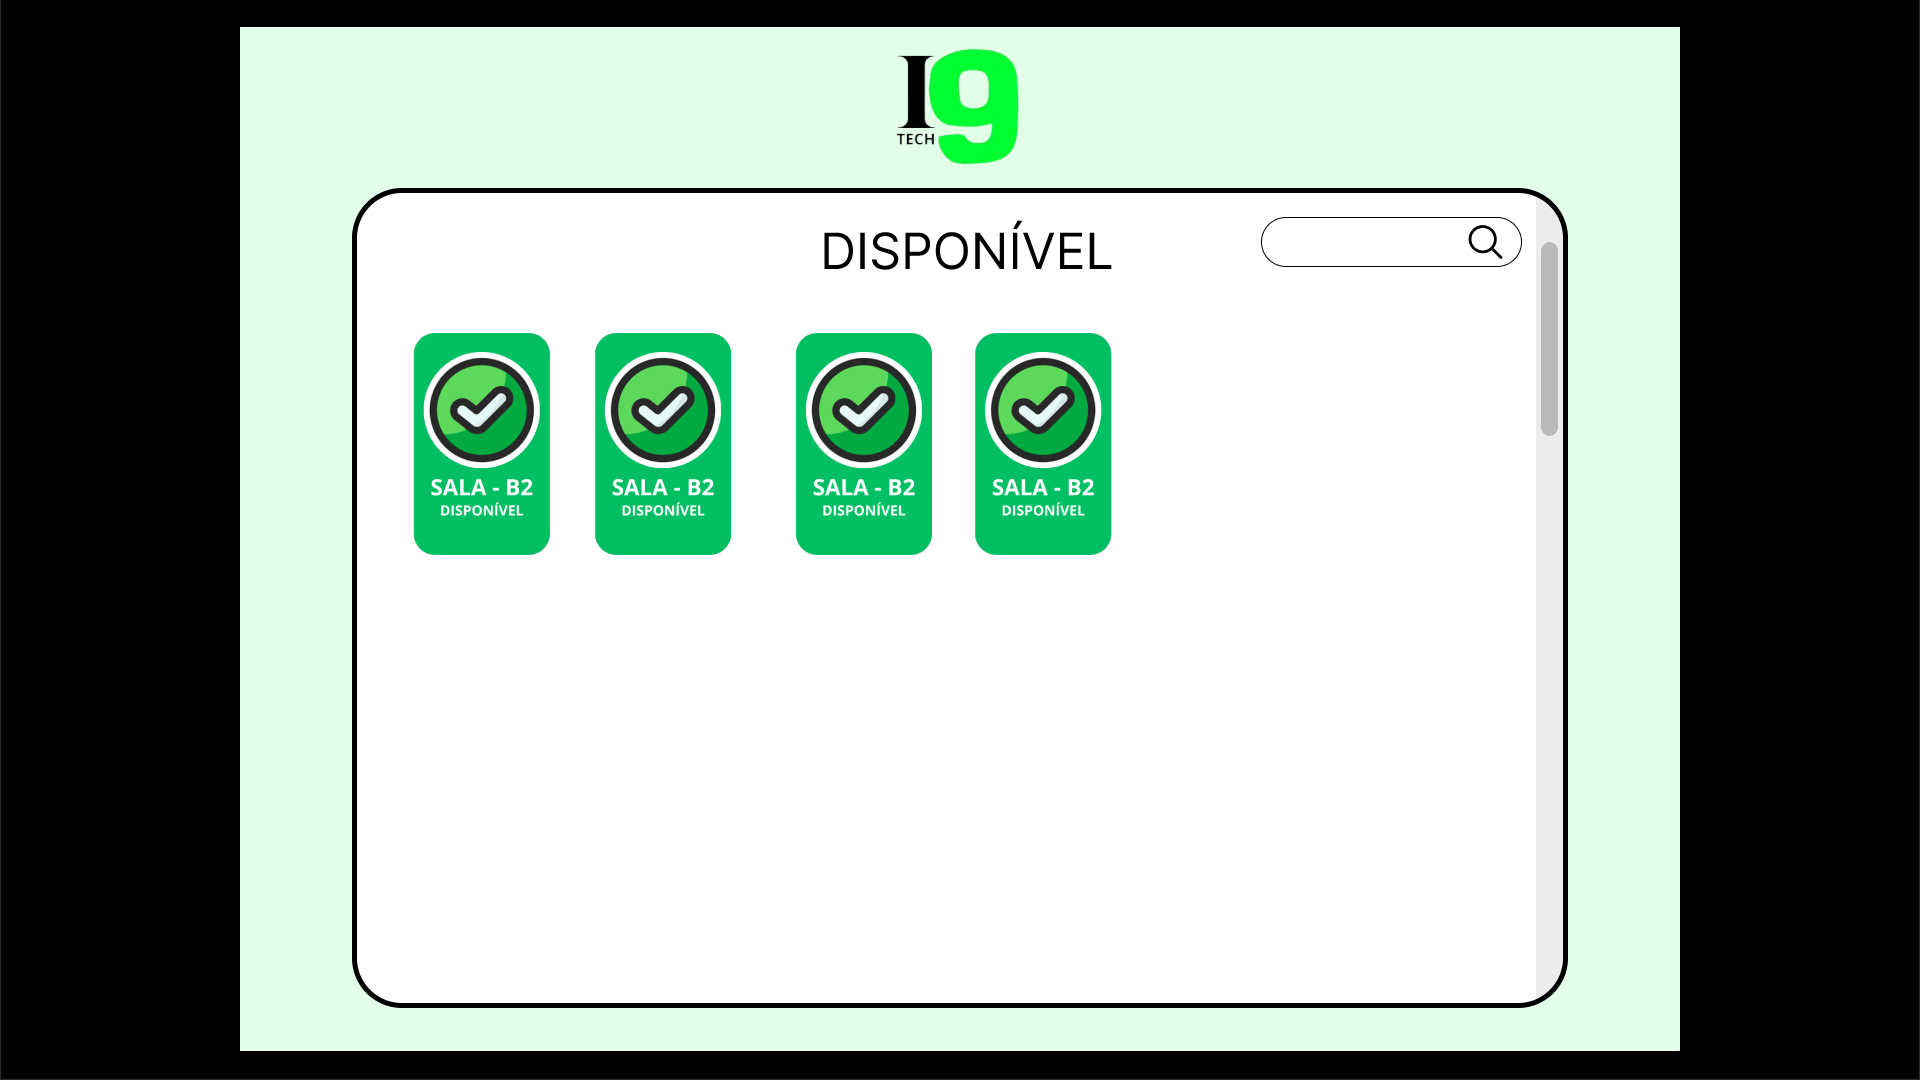 I9
TECH
DISPONÍVEL
SALA - B2
DISPONÍVEL
SALA - B2
DISPONÍVEL
SALA - B2
DISPONÍVEL
SALA - B2
DISPONÍVEL